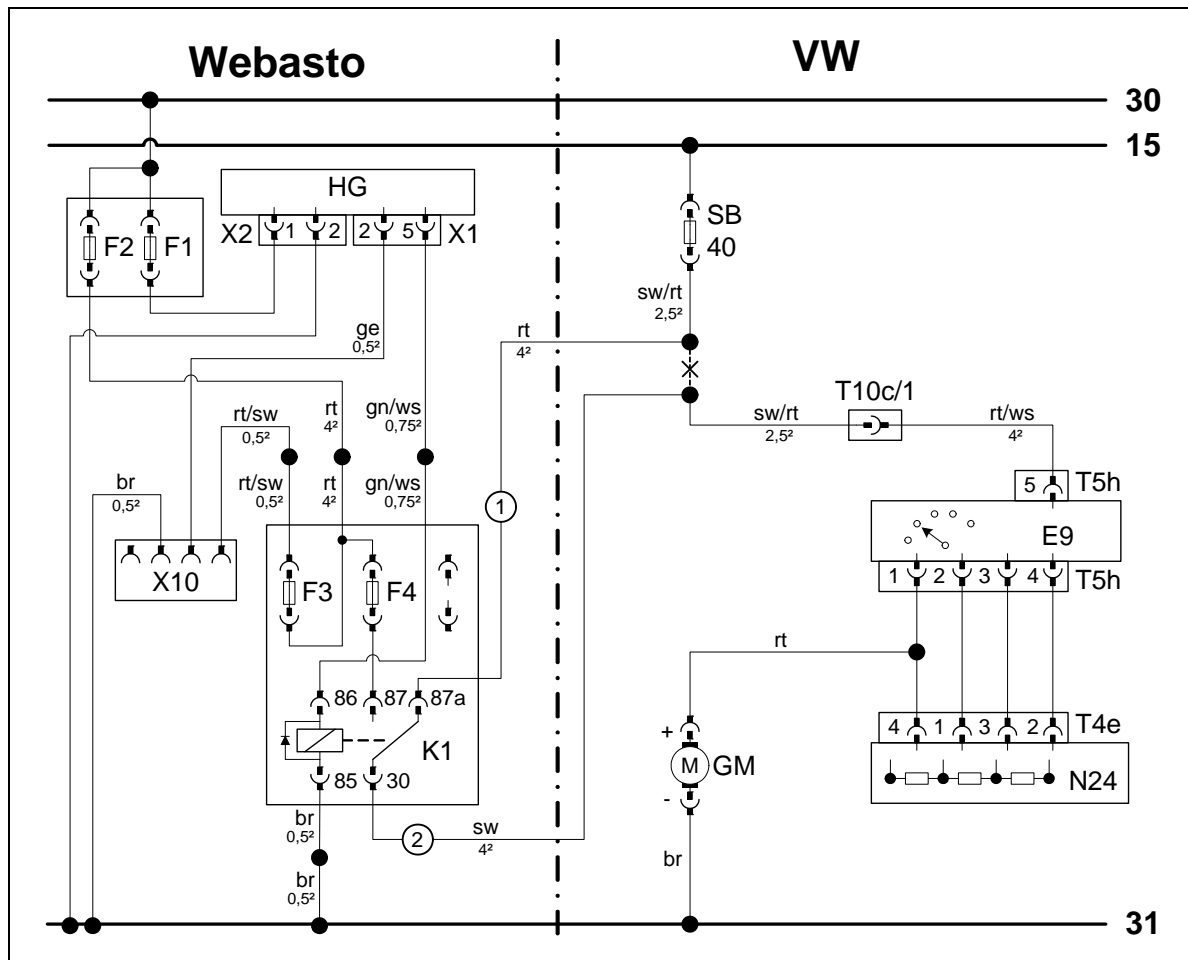 Webasto VW
30
15
HG
X2 1 2 2 5 X1
F2 F1
SB
40
sw/rt
2,5²
ge
0,5²
rt
4²
T10c/1
sw/rt
2,5²
rt/ws
4²
rt/sw
0,5²
rt
4²
gn/ws
0,75²
br
0,5²
rt/sw
0,5²
rt
4²
gn/ws
0,75²
1
5 T5h
E9
X10
F3 F4
1 2 3 4 T5h
rt
86 87 87a
K1
85 30
+
M GM
-
4 1 3 2 T4e
N24
br
0,5²
2
sw
4²
br
br
0,5²
31